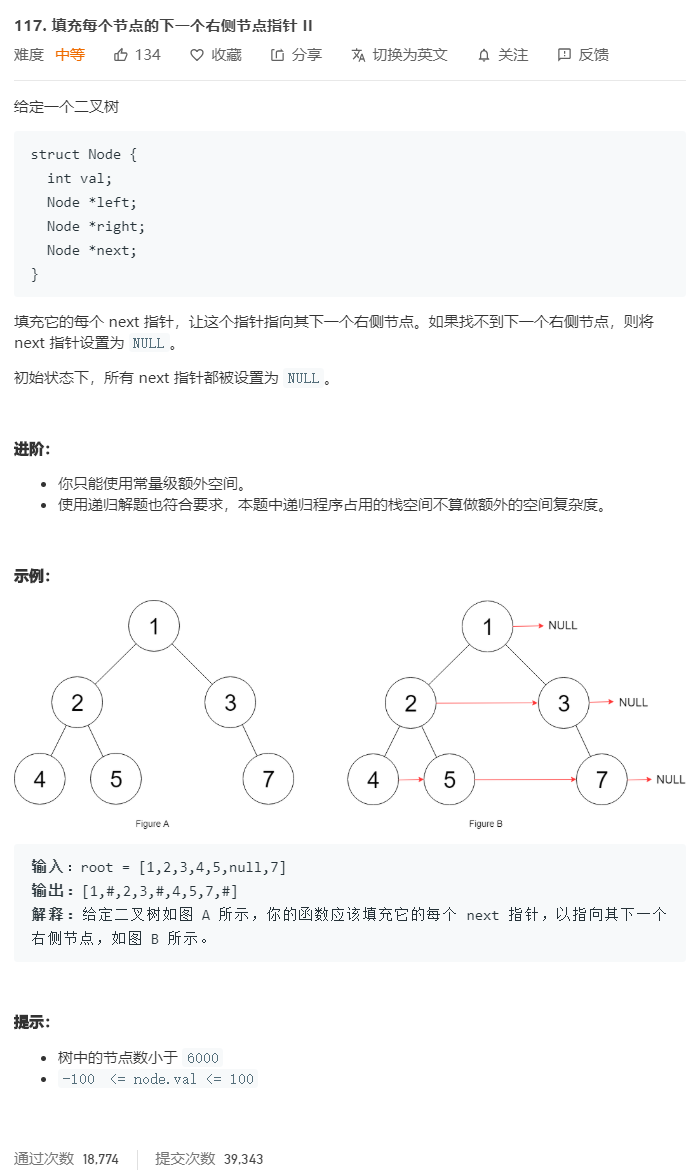 117. 填充每个节点的下一个右侧节点指针 II
难度 中等 134 收藏 分享 切换为英文 关注 反馈
给定一个二叉树
struct Node {
  int val;
  Node *left;
  Node *right;
  Node *next;
}
填充它的每个 next 指针，让这个指针指向其下一个右侧节点。如果找不到下一个右侧节点，则将
next 指针设置为 NULL 。
初始状态下，所有 next 指针都被设置为 NULL 。
进阶：
你只能使用常量级额外空间。
使用递归解题也符合要求，本题中递归程序占用的栈空间不算做额外的空间复杂度。
示例：
1
2 3
4 5 7
Figure A
1 NULL
2 3 NULL
4 5 7 NULL
Figure B
输入：root = [1,2,3,4,5,null,7]
输出：[1,#,2,3,#,4,5,7,#]
解释：给定二叉树如图 A 所示，你的函数应该填充它的每个 next 指针，以指向其下一个
右侧节点，如图 B 所示。
提示：
树中的节点数小于 6000
-100 <= node.val <= 100
通过次数 18,774 提交次数 39,343